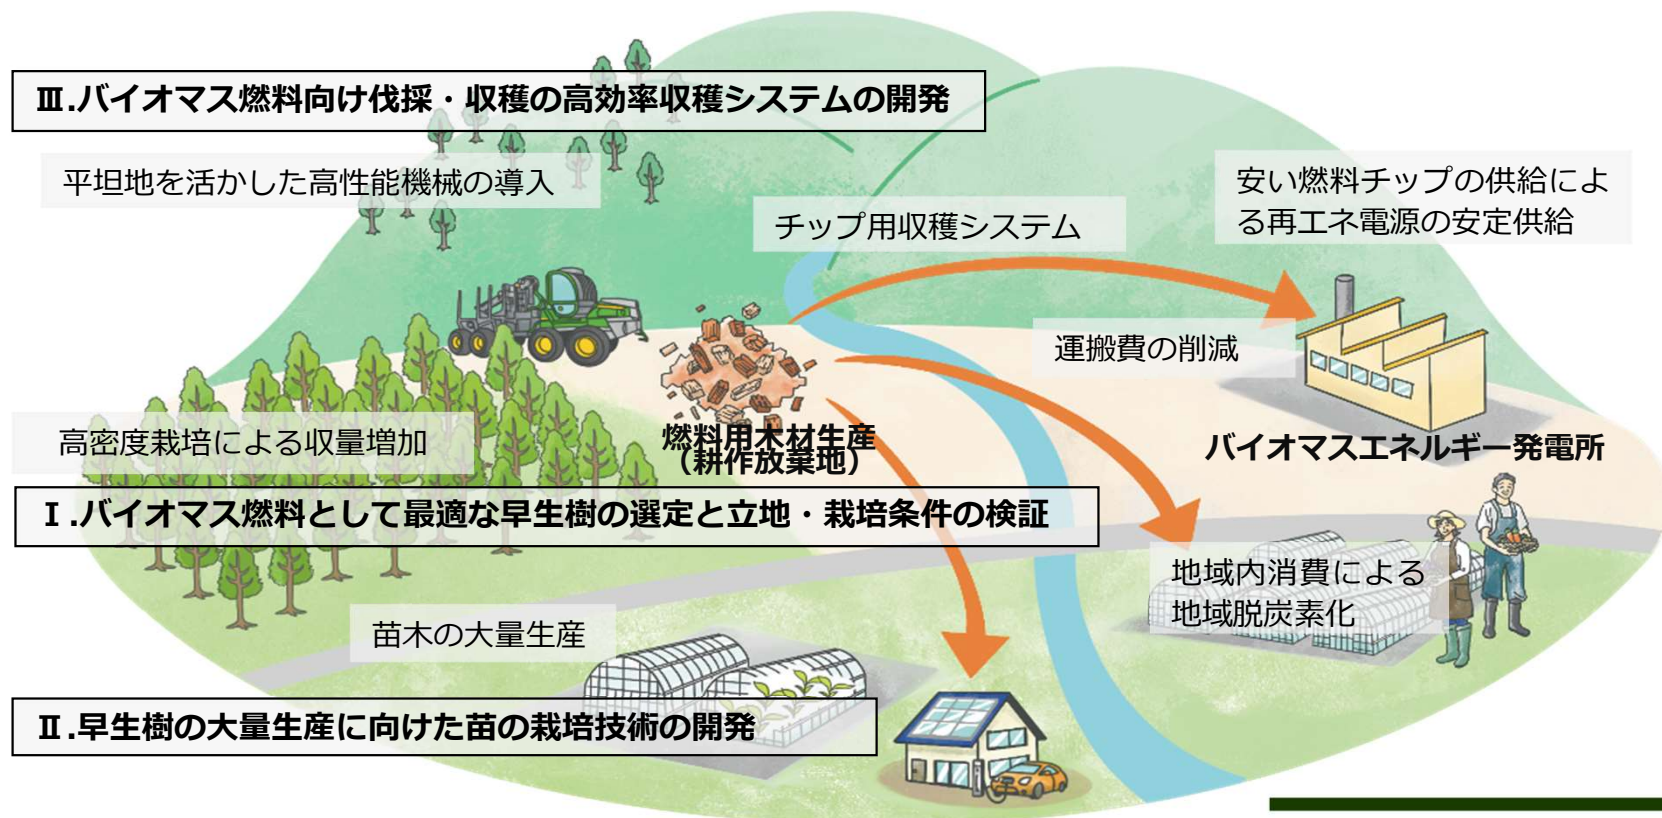 Ⅲ.バイオマス燃料向け伐採・収穫の高効率収穫システムの開発
平坦地を活かした高性能機械の導入
安い燃料チップの供給によ
る再エネ電源の安定供給
チップ用収穫システム
運搬費の削減
高密度栽培による収量増加
燃料用木材生産
（耕作放棄地）
バイオマスエネルギー発電所
Ⅰ.バイオマス燃料として最適な早生樹の選定と立地・栽培条件の検証
地域内消費による
地域脱炭素化
苗木の大量生産
Ⅱ.早生樹の大量生産に向けた苗の栽培技術の開発